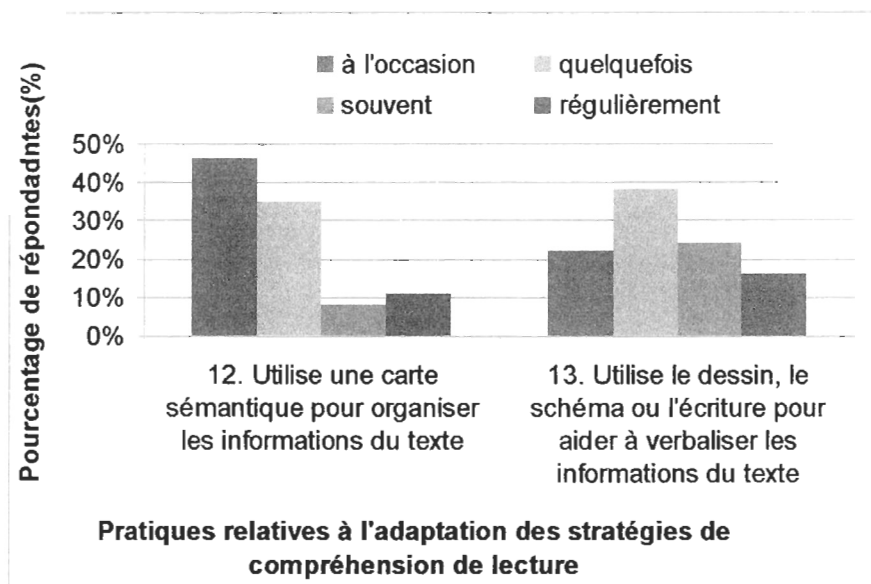 à l'occasion
quelquefois
souvent
régulièrement
Pourcentage de répondadntes(%)
50%
40%
30%
20%
10%
0%
12. Utilise une carte
sémantique pour organiser
les informations du texte
13. Utilise le dessin, le
schéma ou l'écriture pour
aider à verbaliser les
informations du texte
Pratiques relatives à l'adaptation des stratégies de
compréhension de lecture